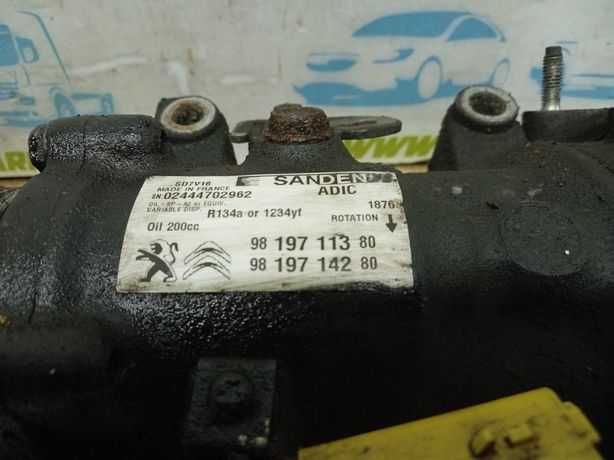 SD7V16
MADE IN FRANCE
SN:02444702962
OIL : SP-A2 or EQUIV.
VARIABLE DISP.
R134a or 1234yf
Oil 200cc
SANDEN
ADIC
1876
ROTATION
98 197 113 80
98 197 142 80